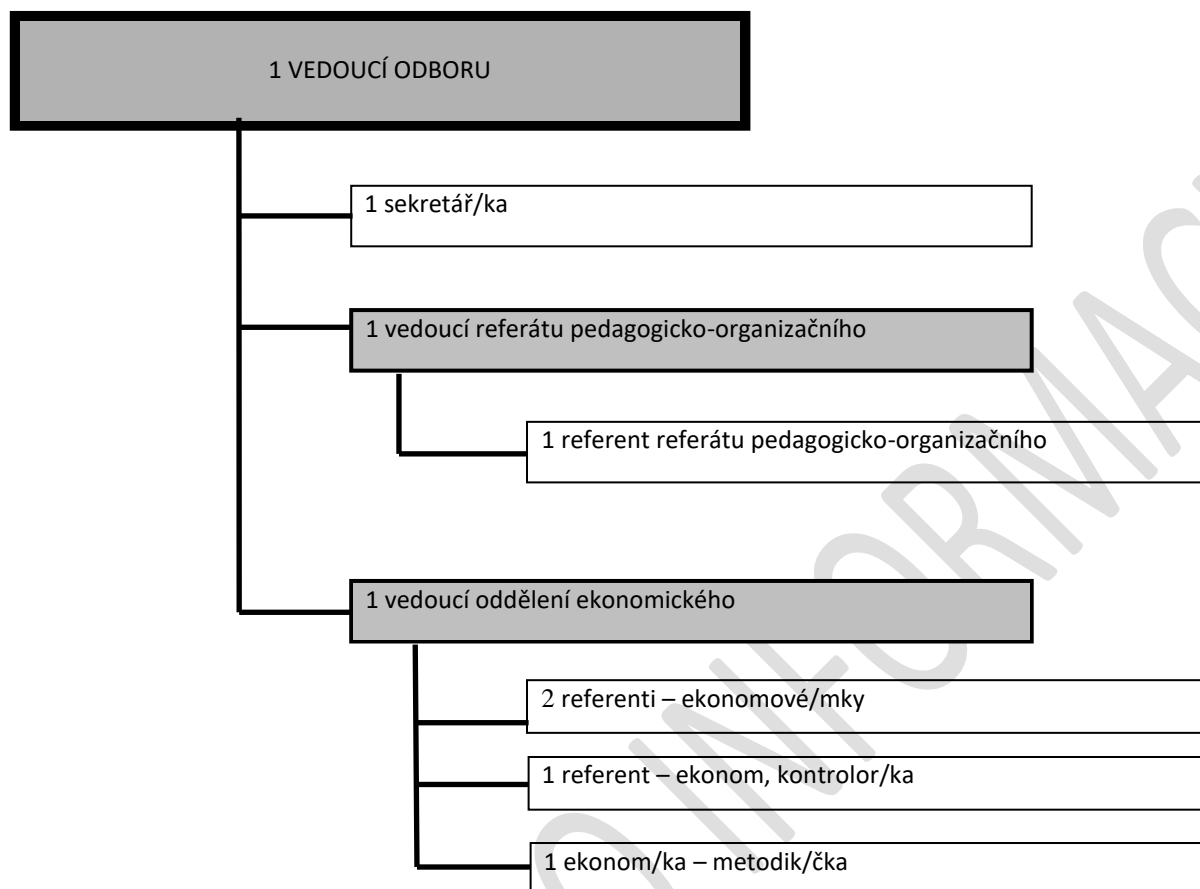 1 VEDOUCÍ ODBORU
1 sekretář/ka
1 vedoucí referátu pedagogicko-organizačního
1 referent referátu pedagogicko-organizačního
1 vedoucí oddělení ekonomického
2 referenti – ekonomové/mky
1 referent – ekonom, kontrolor/ka
1 ekonom/ka – metodik/čka